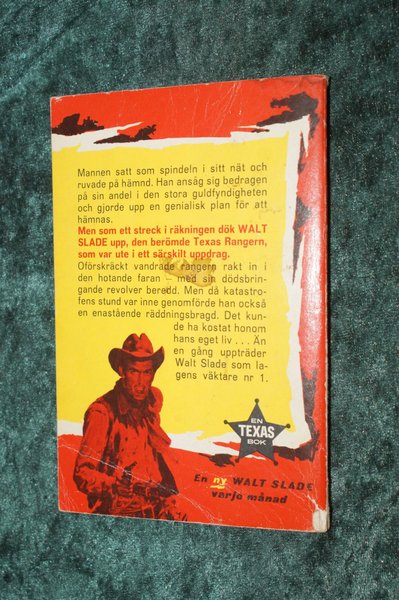 Mannen satt som spindeln i sitt nät och
ruvade på hämnd. Han ansåg sig bedragen
på sin andel i den stora guldfyndigheten
och gjorde upp en genialisk plan för att
hämnas.
Men som ett streck i räkningen dök WALT
SLADE upp, den berömde Texas Rangern,
som var ute i ett särskilt uppdrag.
Oförskräckt vandrade rangern rakt in i
den hotande faran – med sin dödsbrin-
gande revolver beredd. Men då katastro-
fens stund var inne genomförde han också
en enastående räddningsbragd. Det kun-
de ha kostat honom
hans eget liv . . . Än
en gång uppträder
Walt Slade som la-
gens väktare nr 1.
EN
TEXAS
BOK
En ny WALT SLADE
varje månad